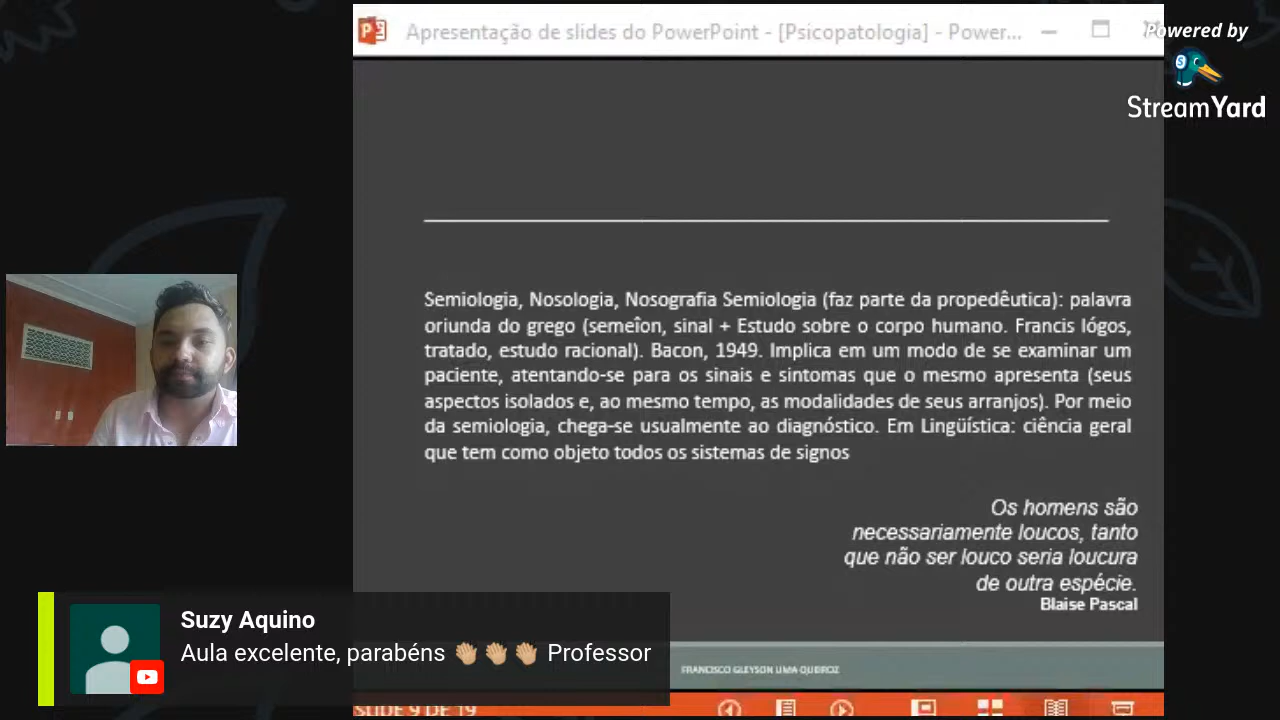 Apresentação de slides do PowerPoint - [Psicopatologia] - Power...
Powered by
StreamYard
Semiologia, Nosologia, Nosografia Semiologia (faz parte da propedêutica): palavra
oriunda do grego (semeîon, sinal + Estudo sobre o corpo humano. Francis lógos,
tratado, estudo racional). Bacon, 1949. Implica em um modo de se examinar um
paciente, atentando-se para os sinais e sintomas que o mesmo apresenta (seus
aspectos isolados e, ao mesmo tempo, as modalidades de seus arranjos). Por meio
da semiologia, chega-se usualmente ao diagnóstico. Em Lingüística: ciência geral
que tem como objeto todos os sistemas de signos
Os homens são
necessariamente loucos, tanto
que não ser louco seria loucura
de outra espécie.
Blaise Pascal
Suzy Aquino
Aula excelente, parabéns 👏🏼👏🏼👏🏼 Professor
FRANCISCO GLEYSON LIMA QUEIROZ
SLIDE 9 DE 19